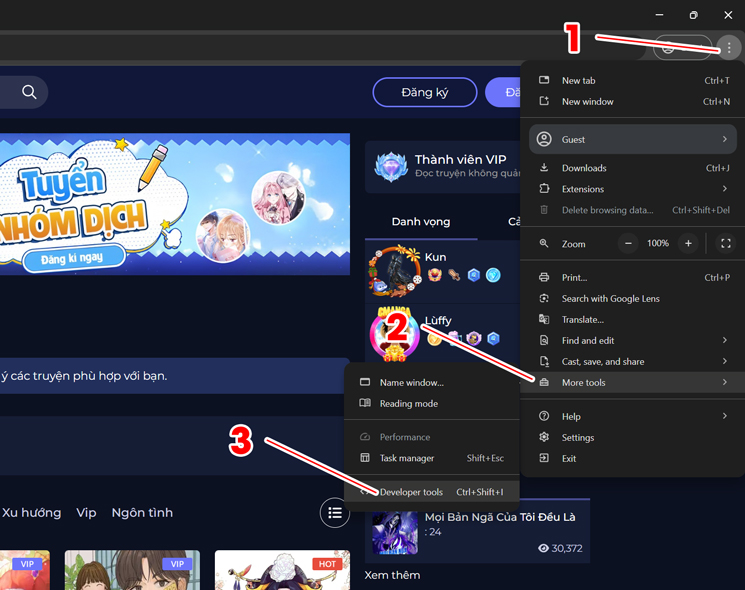 1
Đăng ký
New tab Ctrl+T
New window Ctrl+N
Guest
Tuyển
NHÓM DỊCH
Đăng kí ngay
Thành viên VIP
Đọc truyện không
Downloads Ctrl+J
Extensions
Delete browsing data... Ctrl+Shift+Del
Danh vọng
Zoom - 100% +
Kun
Print... Ctrl+P
Search with Google Lens
Lùffy
Translate...
2
Find and edit
Cast, save, and share
ý các truyện phù hợp với bạn.
More tools
Name window...
Reading mode
Help
Performance
Settings
3
Task manager Shift+Esc
Exit
Developer tools Ctrl+Shift+I
Xu hướng Vip Ngôn tình
Mọi Bản Ngã Của Tôi Đều Là
: 24
30,372
VIP VIP HOT
Xem thêm